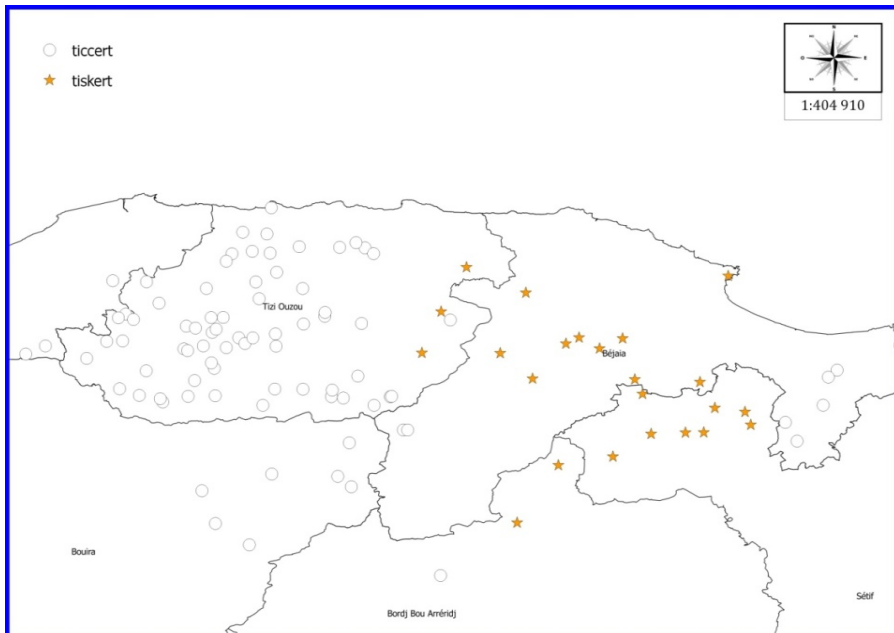 ticcert
tiskert
N
O
E
S
1:404 910
Tizi Ouzou
Béjaia
Bouira
Bordj Bou Arréridj
Sétif